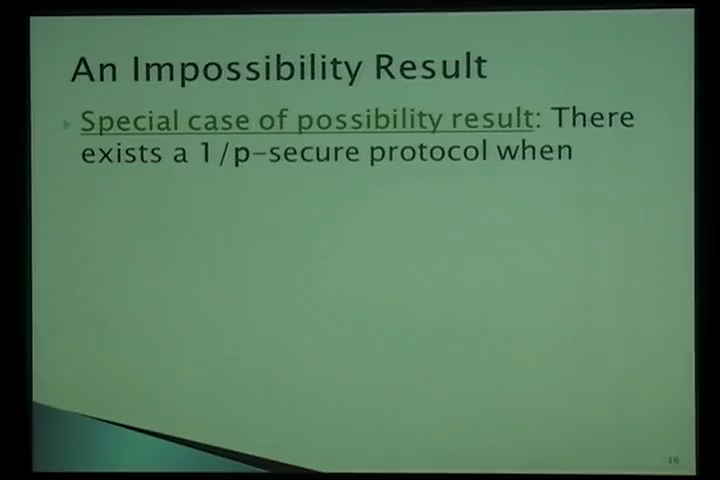 An Impossibility Result
Special case of possibility result: There
exists a 1/p-secure protocol when
16